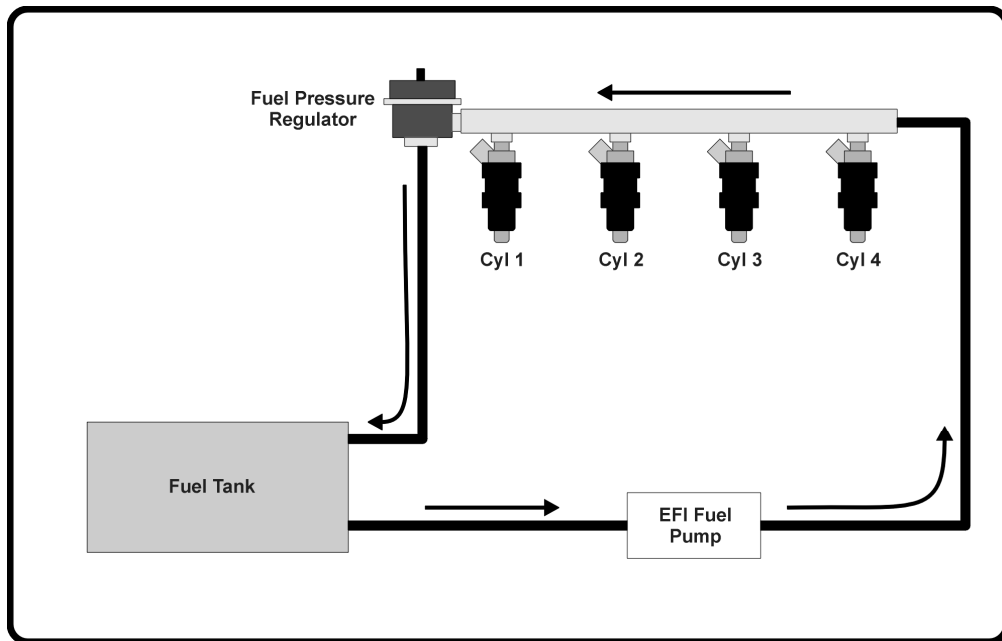 Fuel Pressure
Regulator
Cyl 1
Cyl 2
Cyl 3
Cyl 4
Fuel Tank
EFI Fuel
Pump